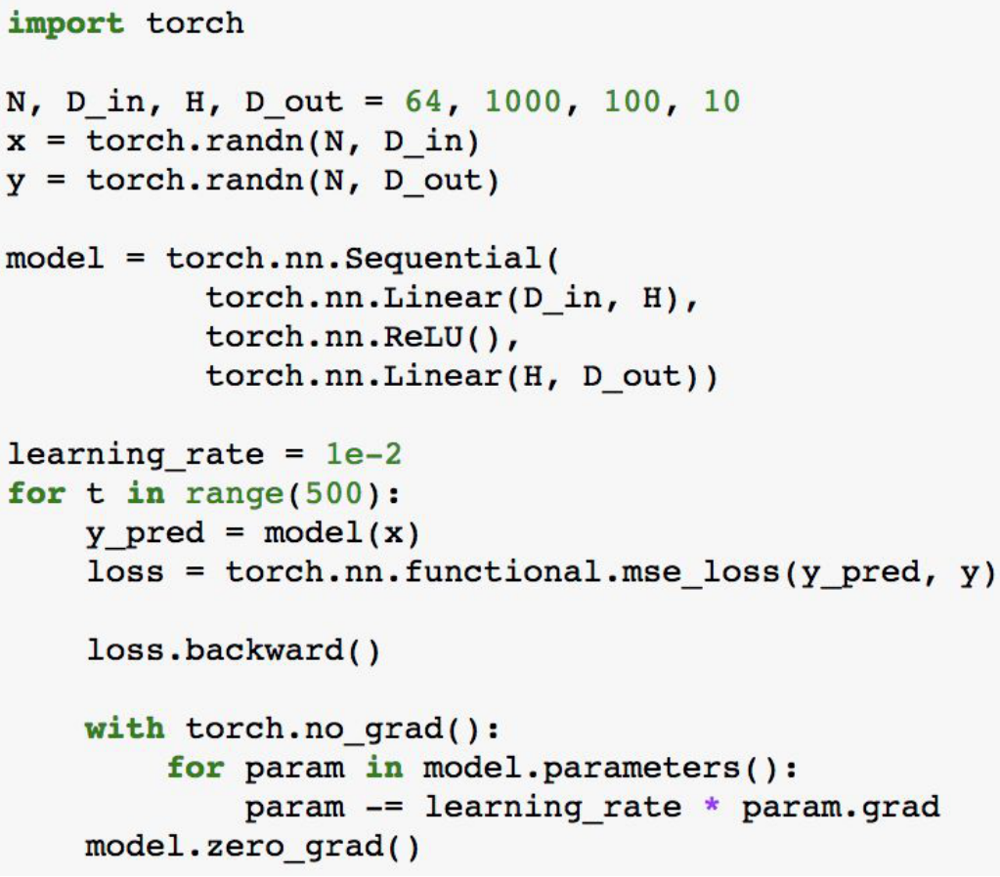 import torch

N, D_in, H, D_out = 64, 1000, 100, 10
x = torch.randn(N, D_in)
y = torch.randn(N, D_out)

model = torch.nn.Sequential(
          torch.nn.Linear(D_in, H),
          torch.nn.ReLU(),
          torch.nn.Linear(H, D_out))

learning_rate = 1e-2
for t in range(500):
    y_pred = model(x)
    loss = torch.nn.functional.mse_loss(y_pred, y)

    loss.backward()

    with torch.no_grad():
        for param in model.parameters():
            param -= learning_rate * param.grad
    model.zero_grad()